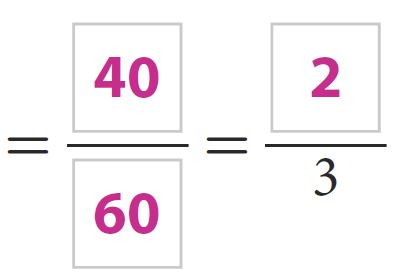 = 40/60 = 2/3